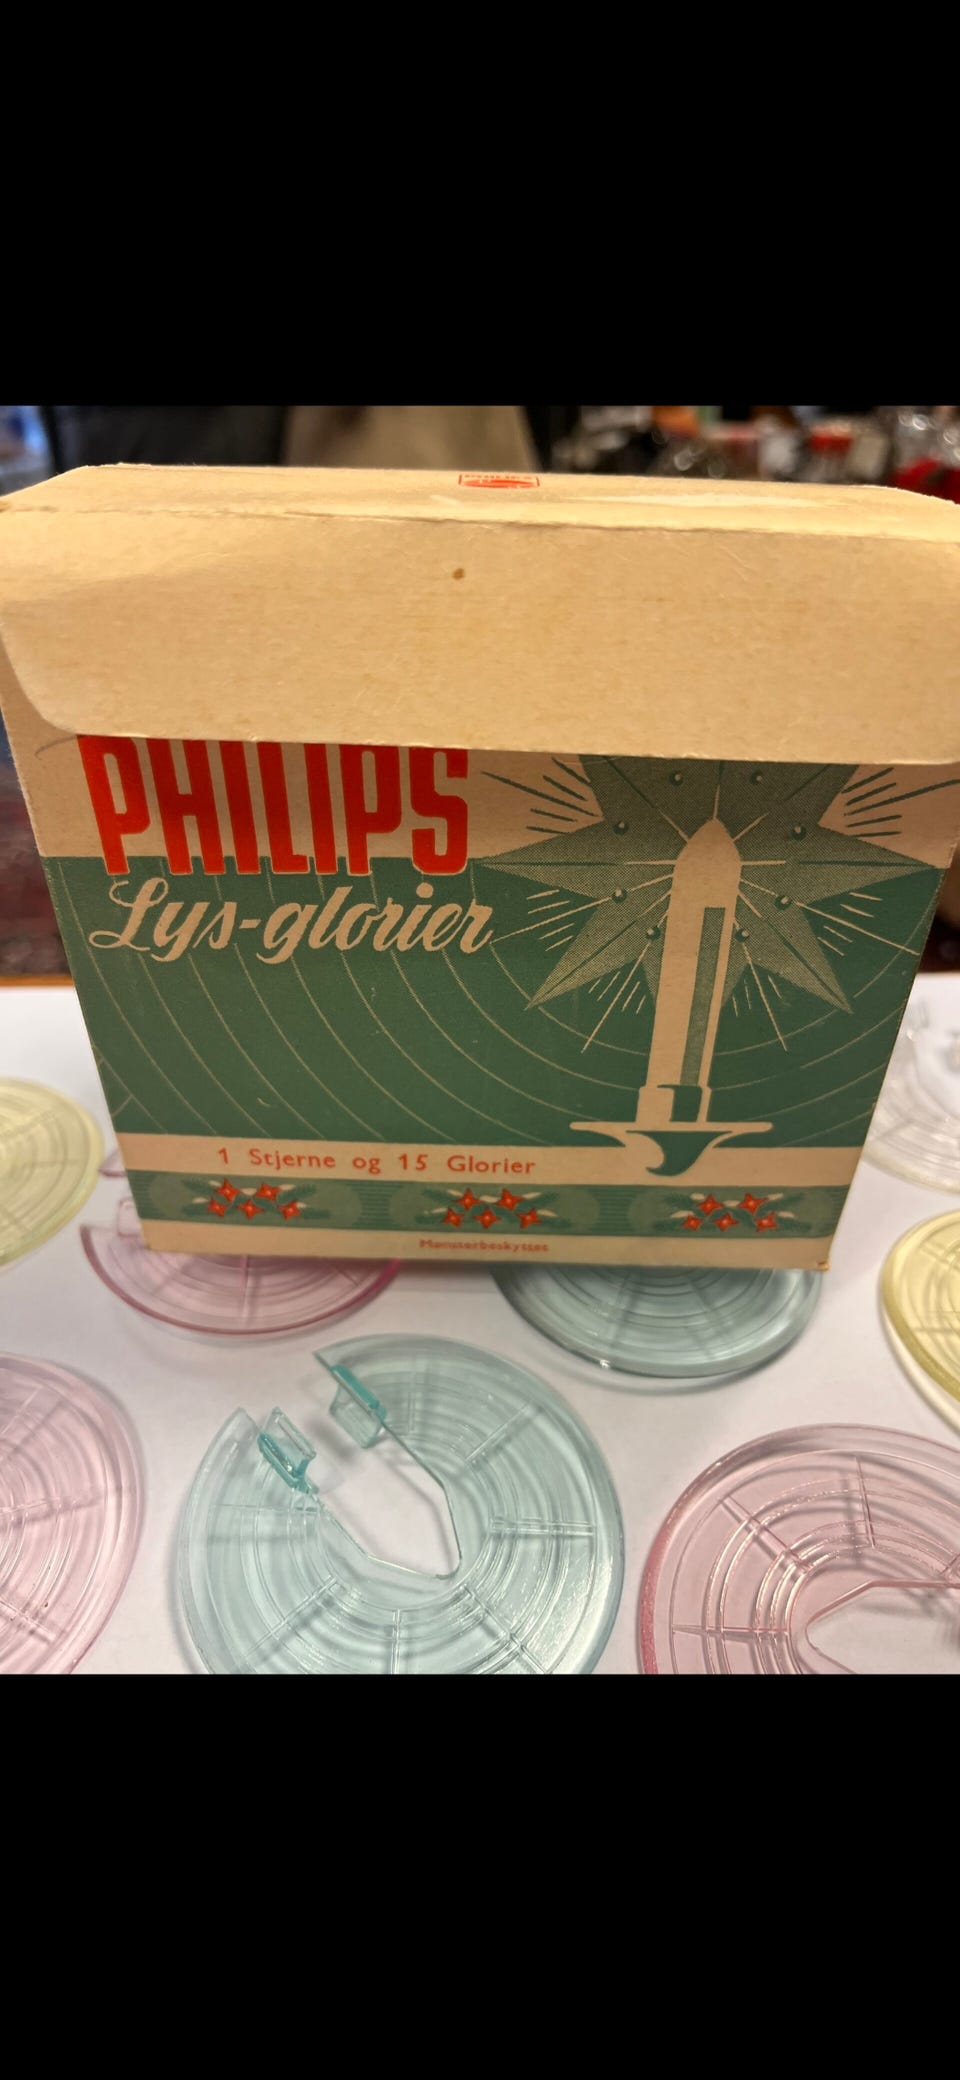 PHILIPS
Lys-glorier
1 Stjerne og 15 Glorier
Mønsterbeskyttet